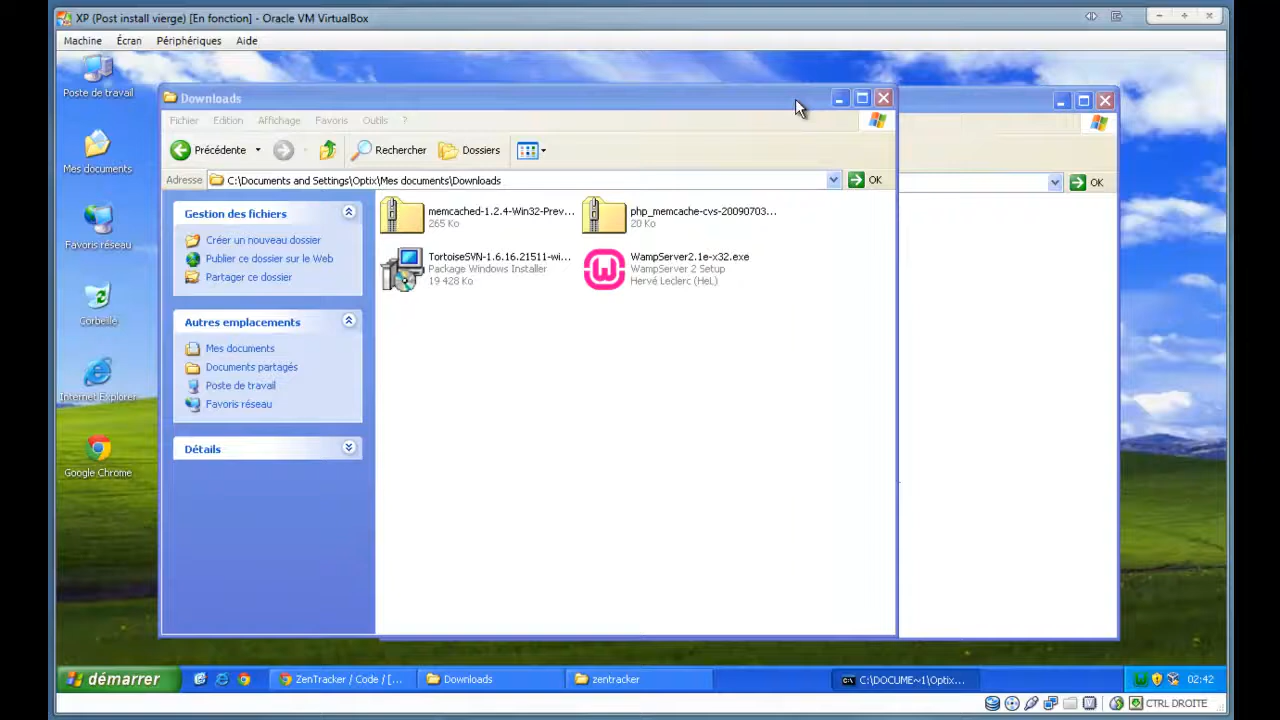 XP (Post install vierge) [En fonction] - Oracle VM VirtualBox
Machine Écran Périphériques Aide
Poste de travail
Mes documents
Favoris réseau
Corbeille
Internet Explorer
Google Chrome
Downloads
Fichier Edition Affichage Favoris Outils ?
Précédente Rechercher Dossiers
Adresse C:\Documents and Settings\Optix\Mes documents\Downloads OK
OK
Gestion des fichiers
Créer un nouveau dossier
Publier ce dossier sur le Web
Partager ce dossier
Autres emplacements
Mes documents
Documents partagés
Poste de travail
Favoris réseau
Détails
memcached-1.2.4-Win32-Prev...
265 Ko
php_memcache-cvs-20090703...
20 Ko
TortoiseSVN-1.6.16.21511-wi...
Package Windows Installer
19 428 Ko
WampServer2.1e-x32.exe
WampServer 2 Setup
Hervé Leclerc (HeL)
démarrer ZenTracker / Code / [... Downloads zentracker C:\DOCUME~1\Optix... 02:42
CTRL DROITE